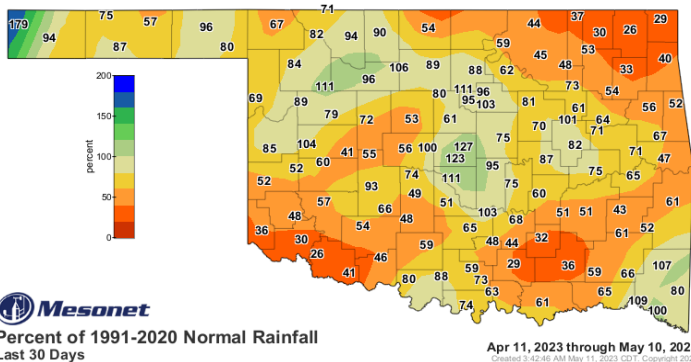 71
179 75 57 67 54 44 37 29
94 87 96 80 82 94 90 59 30 26
84 106 89 88 62 45 48 53 33 40
200
111 96 111 96 73 54
69 89 80 95 103 81 61 56 52
150
79 72 53 61 70 101 64 71 67
85 104 41 55 56 100 127 75 82 71 47
percent
100
52 60 123 95 87 75 65
52 93 74 111 75 60
50
57 66 49 51 103 51 51 43 61
48 54 48 65 68 61 52
0
36 30 59 48 44 32
26 41 46 59 29 36 59 66 107
80 88 73 63 65 80
74 61 109 100
Mesonet
Percent of 1991-2020 Normal Rainfall
Last 30 Days
Apr 11, 2023 through May 10, 202
Created 3:42:46 AM May 11, 2023 CDT. Copyright 202